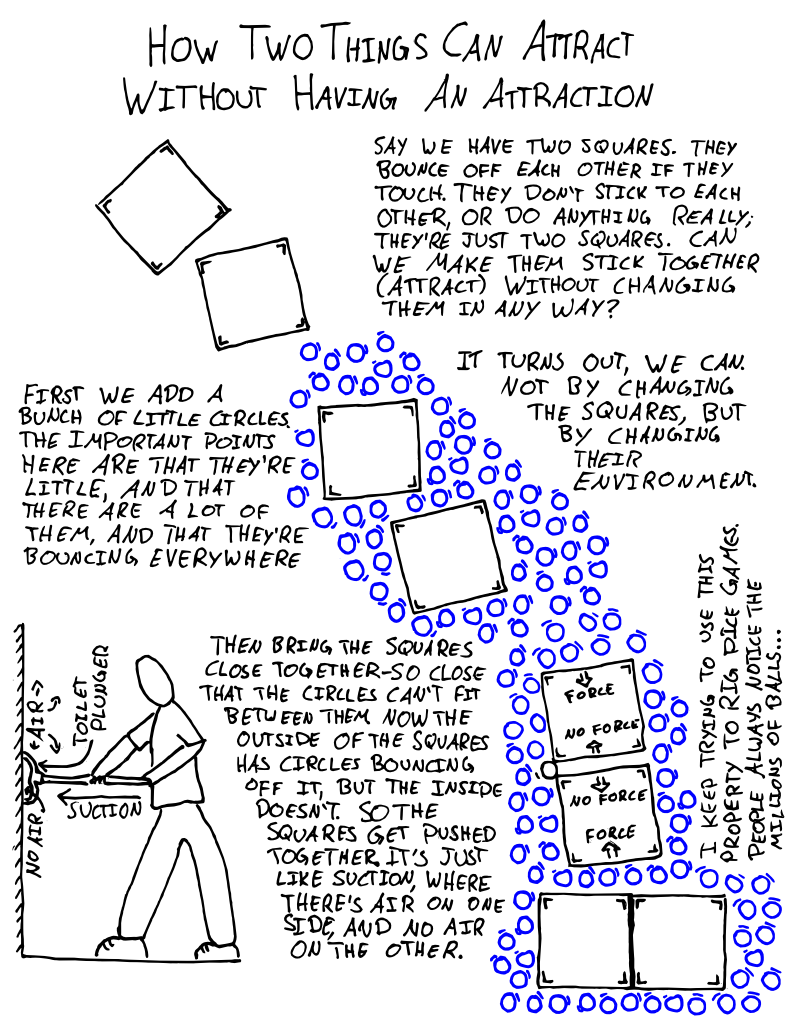 HOW TWO THINGS CAN ATTRACT
WITHOUT HAVING AN ATTRACTION
SAY WE HAVE TWO SQUARES. THEY
BOUNCE OFF EACH OTHER IF THEY
TOUCH. THEY DON'T STICK TO EACH
OTHER, OR DO ANYTHING REALLY;
THEY'RE JUST TWO SQUARES. CAN
WE MAKE THEM STICK TOGETHER
(ATTRACT) WITHOUT CHANGING
THEM IN ANY WAY?
IT TURNS OUT, WE CAN.
NOT BY CHANGING
THE SQUARES, BUT
BY CHANGING
THEIR
ENVIRONMENT.
FIRST WE ADD A
BUNCH OF LITTLE CIRCLES.
THE IMPORTANT POINTS
HERE ARE THAT THEY'RE
LITTLE, AND THAT
THERE ARE A LOT OF
THEM, AND THAT THEY'RE
BOUNCING EVERYWHERE
THEN BRING THE SQUARES
CLOSE TOGETHER-SO CLOSE
THAT THE CIRCLES CAN'T FIT
BETWEEN THEM NOW THE
OUTSIDE OF THE SQUARES
HAS CIRCLES BOUNCING
OFF IT, BUT THE INSIDE
DOESN'T. SO THE
SQUARES GET PUSHED
TOGETHER. IT'S JUST
LIKE SUCTION, WHERE
THERE'S AIR ON ONE
SIDE, AND NO AIR
ON THE OTHER.
AIR
TOILET
PLUNGER
SUCTION
NO AIR
FORCE
NO FORCE
NO FORCE
FORCE
I KEEP TRYING TO USE THIS
PROPERTY TO RIG DICE GAMES.
PEOPLE ALWAYS NOTICE THE
MILLIONS OF BALLS...